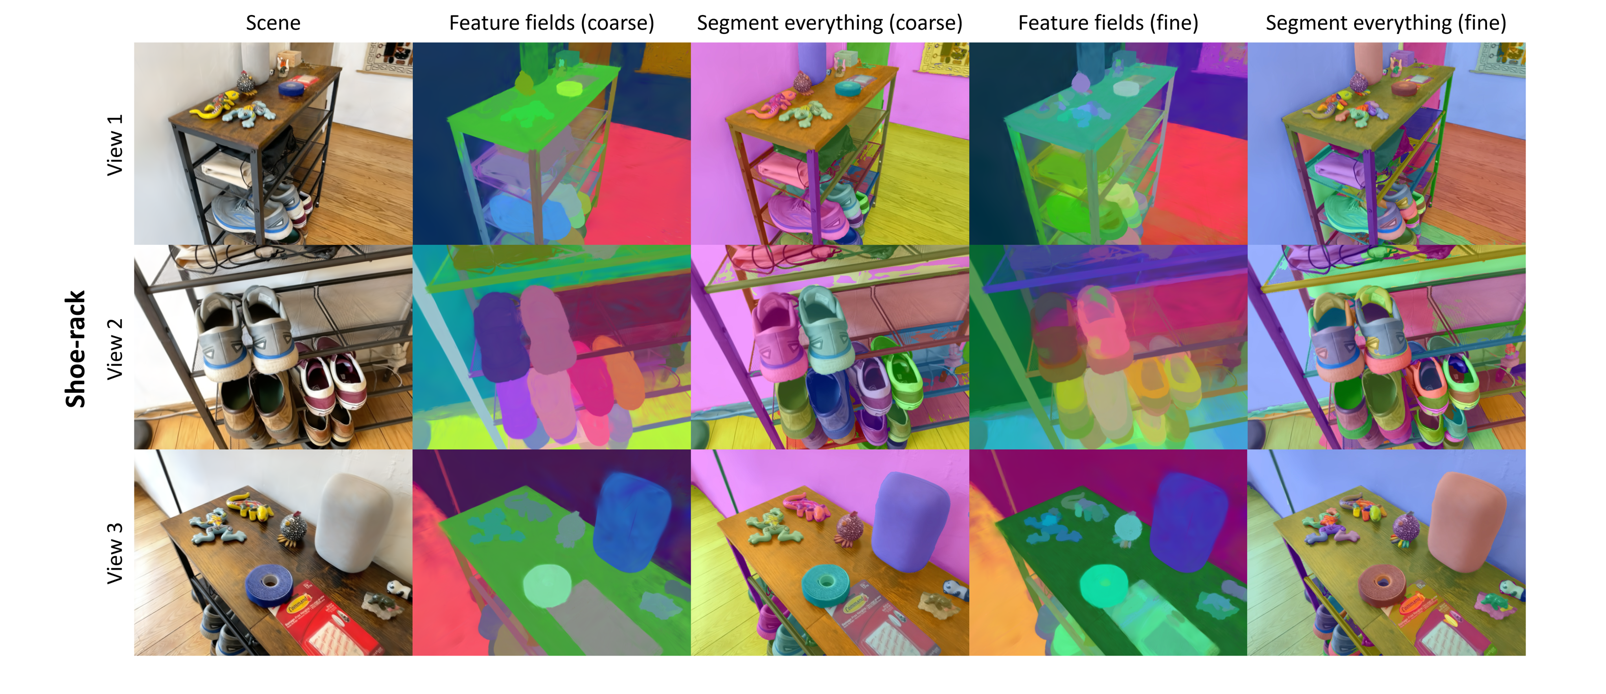 Scene
Feature fields (coarse)
Segment everything (coarse)
Feature fields (fine)
Segment everything (fine)
Shoe-rack
View 1
View 2
View 3